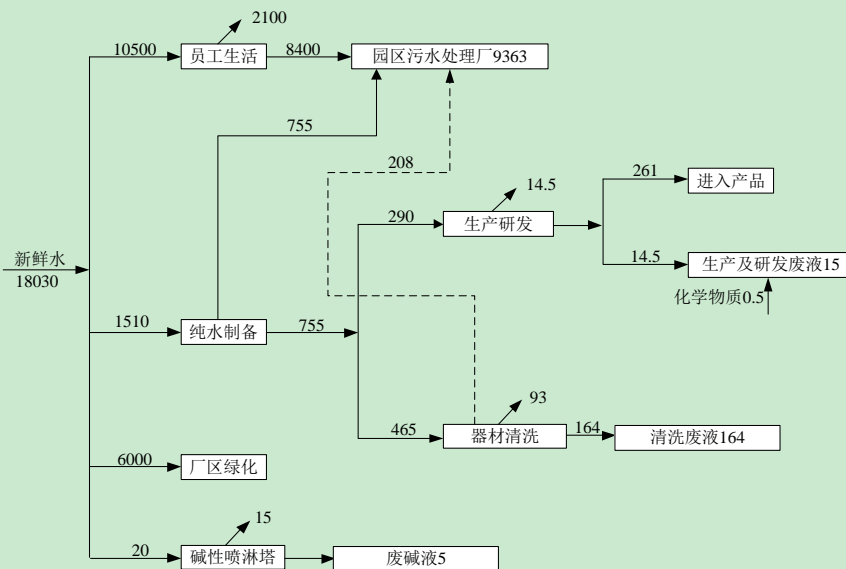 2100
10500
员工生活
8400
园区污水处理厂9363
755
208
261
进入产品
14.5
290
生产研发
新鲜水
18030
14.5
生产及研发废液15
化学物质0.5
1510
纯水制备
755
93
465
器材清洗
164
清洗废液164
6000
厂区绿化
15
20
碱性喷淋塔
废碱液5